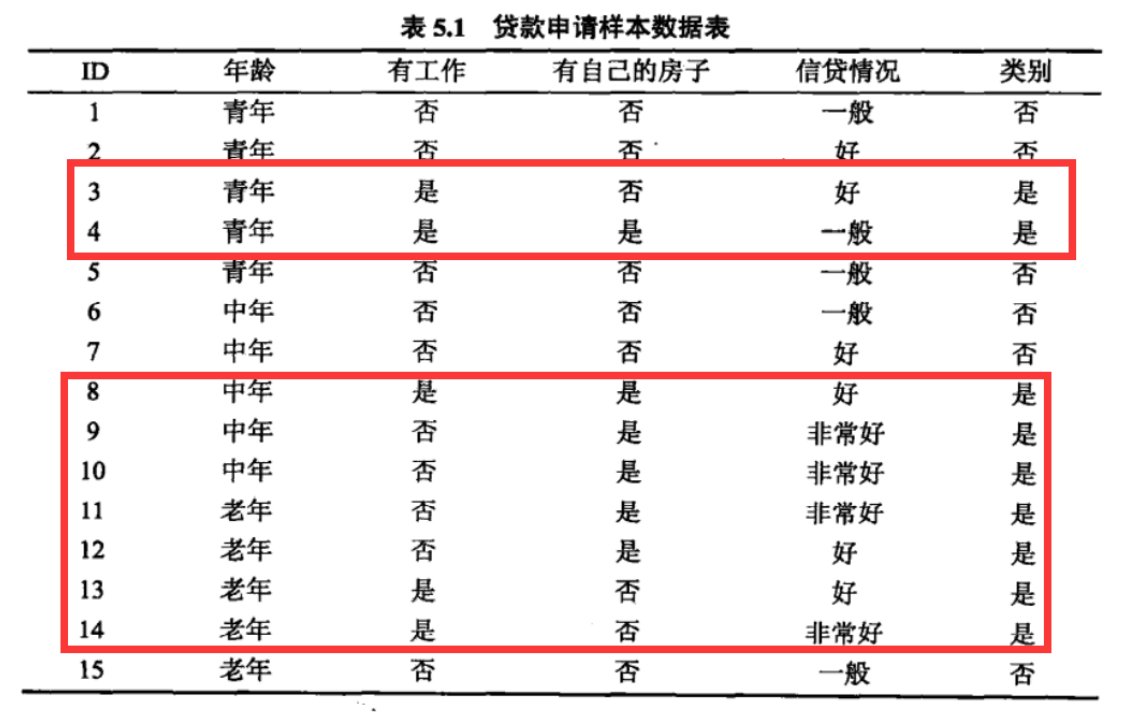 表 5.1 贷款申请样本数据表
ID 年龄 有工作 有自己的房子 信贷情况 类别
1 青年 否 否 一般 否
2 青年 否 否 好 否
3 青年 是 否 好 是
4 青年 是 是 一般 是
5 青年 否 否 一般 否
6 中年 否 否 一般 否
7 中年 否 否 好 否
8 中年 是 是 好 是
9 中年 否 是 非常好 是
10 中年 否 是 非常好 是
11 老年 否 是 非常好 是
12 老年 否 是 好 是
13 老年 是 否 好 是
14 老年 是 否 非常好 是
15 老年 否 否 一般 否